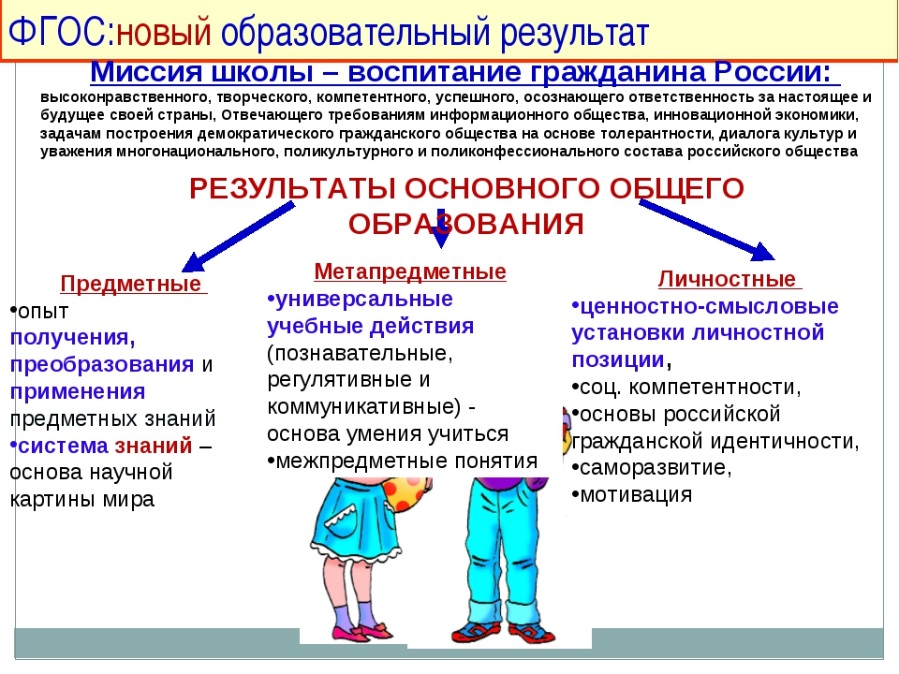 ФГОС:новый образовательный результат
Миссия школы – воспитание гражданина России:
высоконравственного, творческого, компетентного, успешного, осознающего ответственность за настоящее и
будущее своей страны, Отвечающего требованиям информационного общества, инновационной экономики,
задачам построения демократического гражданского общества на основе толерантности, диалога культур и
уважения многонационального, поликультурного и поликонфессионального состава российского общества
РЕЗУЛЬТАТЫ ОСНОВНОГО ОБЩЕГО
ОБРАЗОВАНИЯ
Предметные
•опыт
получения,
преобразования и
применения
предметных знаний
•система знаний –
основа научной
картины мира
Метапредметные
•универсальные
учебные действия
(познавательные,
регулятивные и
коммуникативные) -
основа умения учиться
•межпредметные понятия
Личностные
•ценностно-смысловые
установки личностной
позиции,
•соц. компетентности,
•основы российской
гражданской идентичности,
•саморазвитие,
•мотивация